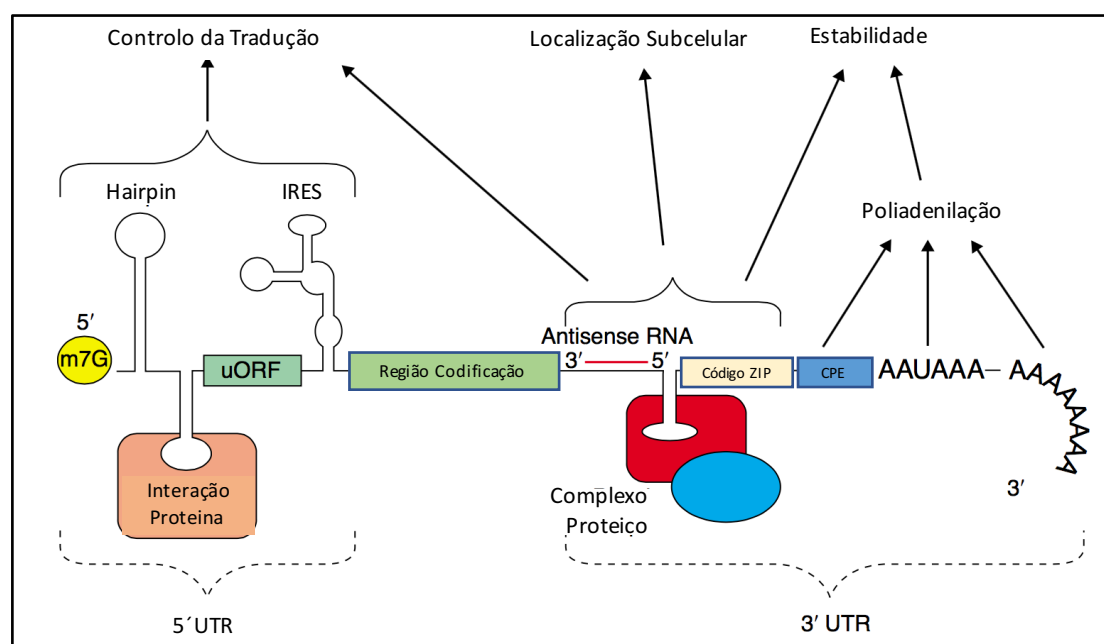 Controlo da Tradução
Localização Subcelular
Estabilidade
Hairpin
IRES
Poliadenilação
5'
m7G
uORF
Região Codificação
Antisense RNA
3' 5'
Código ZIP
CPE
AAUAAA– AAAAAAAA
3'
Interação
Proteina
Complexo
Proteiço
5´UTR
3' UTR